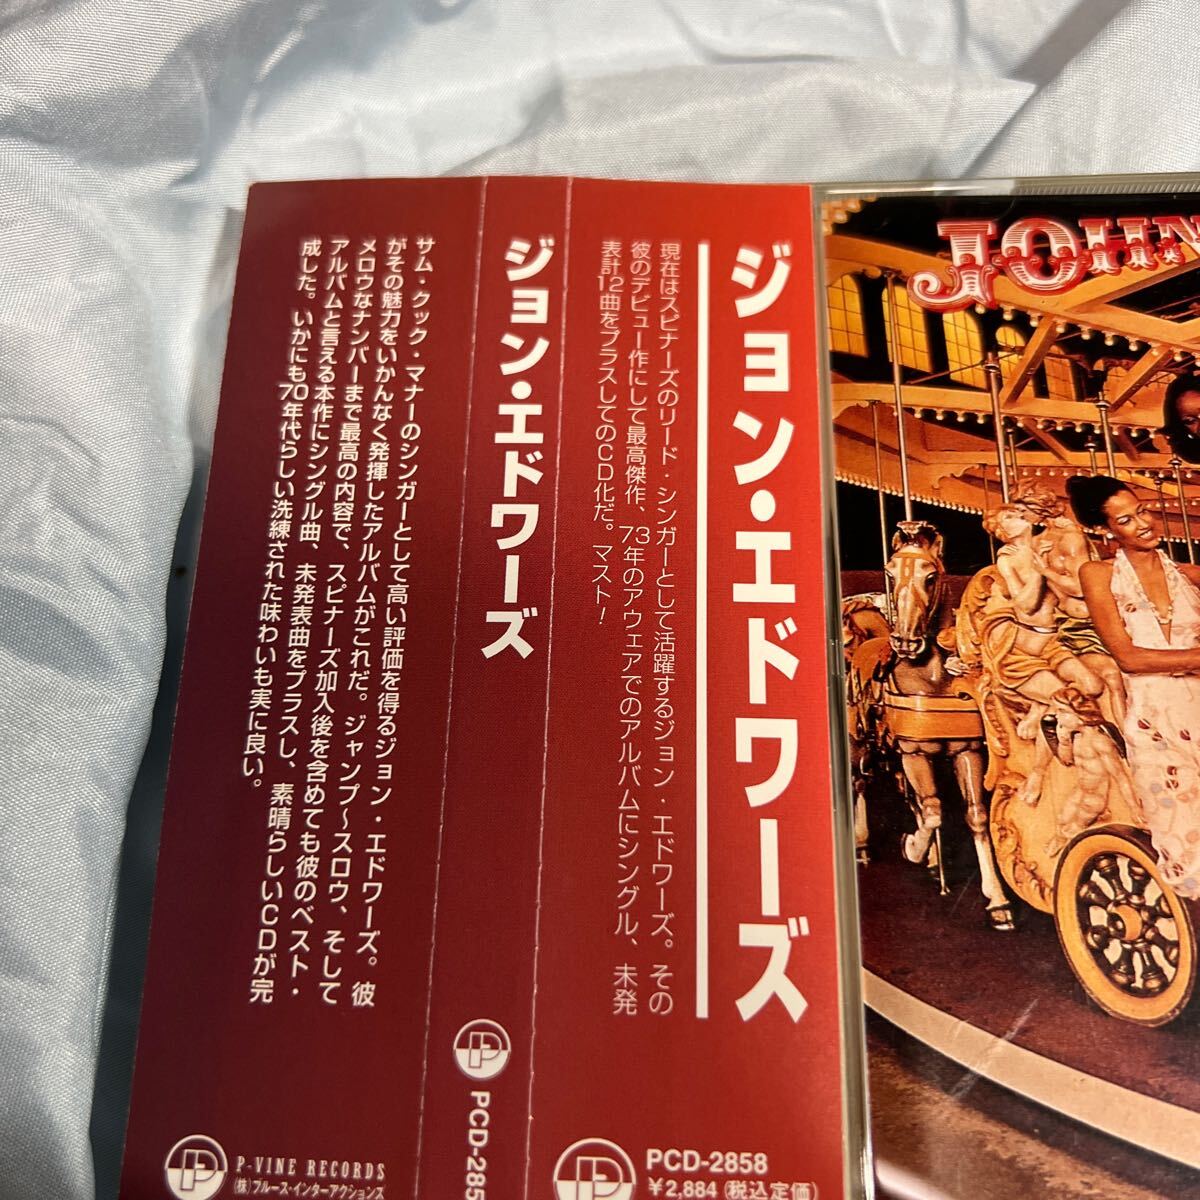 JOHN
ジョン・エドワーズ
現在はスピナーズのリード・シンガーとして活躍するジョン・エドワーズ。その
彼のデビュー作にして最高傑作、73年のアウェアでのアルバムにシングル、未発
表計12曲をプラスしてのCD化だ。マスト!
PCD-2858
¥2,884 (税込定価)
ジョン・エドワーズ
PCD-285
サム・クック・マナーのシンガーとして高い評価を得るジョン・エドワーズ。彼
がその魅力をいかんなく発揮したアルバムがこれだ。ジャンプ〜スロウ、そして
メロウなナンバーまで最高の内容で、スピナーズ加入後を含めても彼のベスト・
アルバムと言える本作にシングル曲、未発表曲をプラスし、素晴らしいCDが完
成した。いかにも70年代らしい洗練された味わいも実に良い。
P-VINE RECORDS
(株)ブルース・インターアクションズ